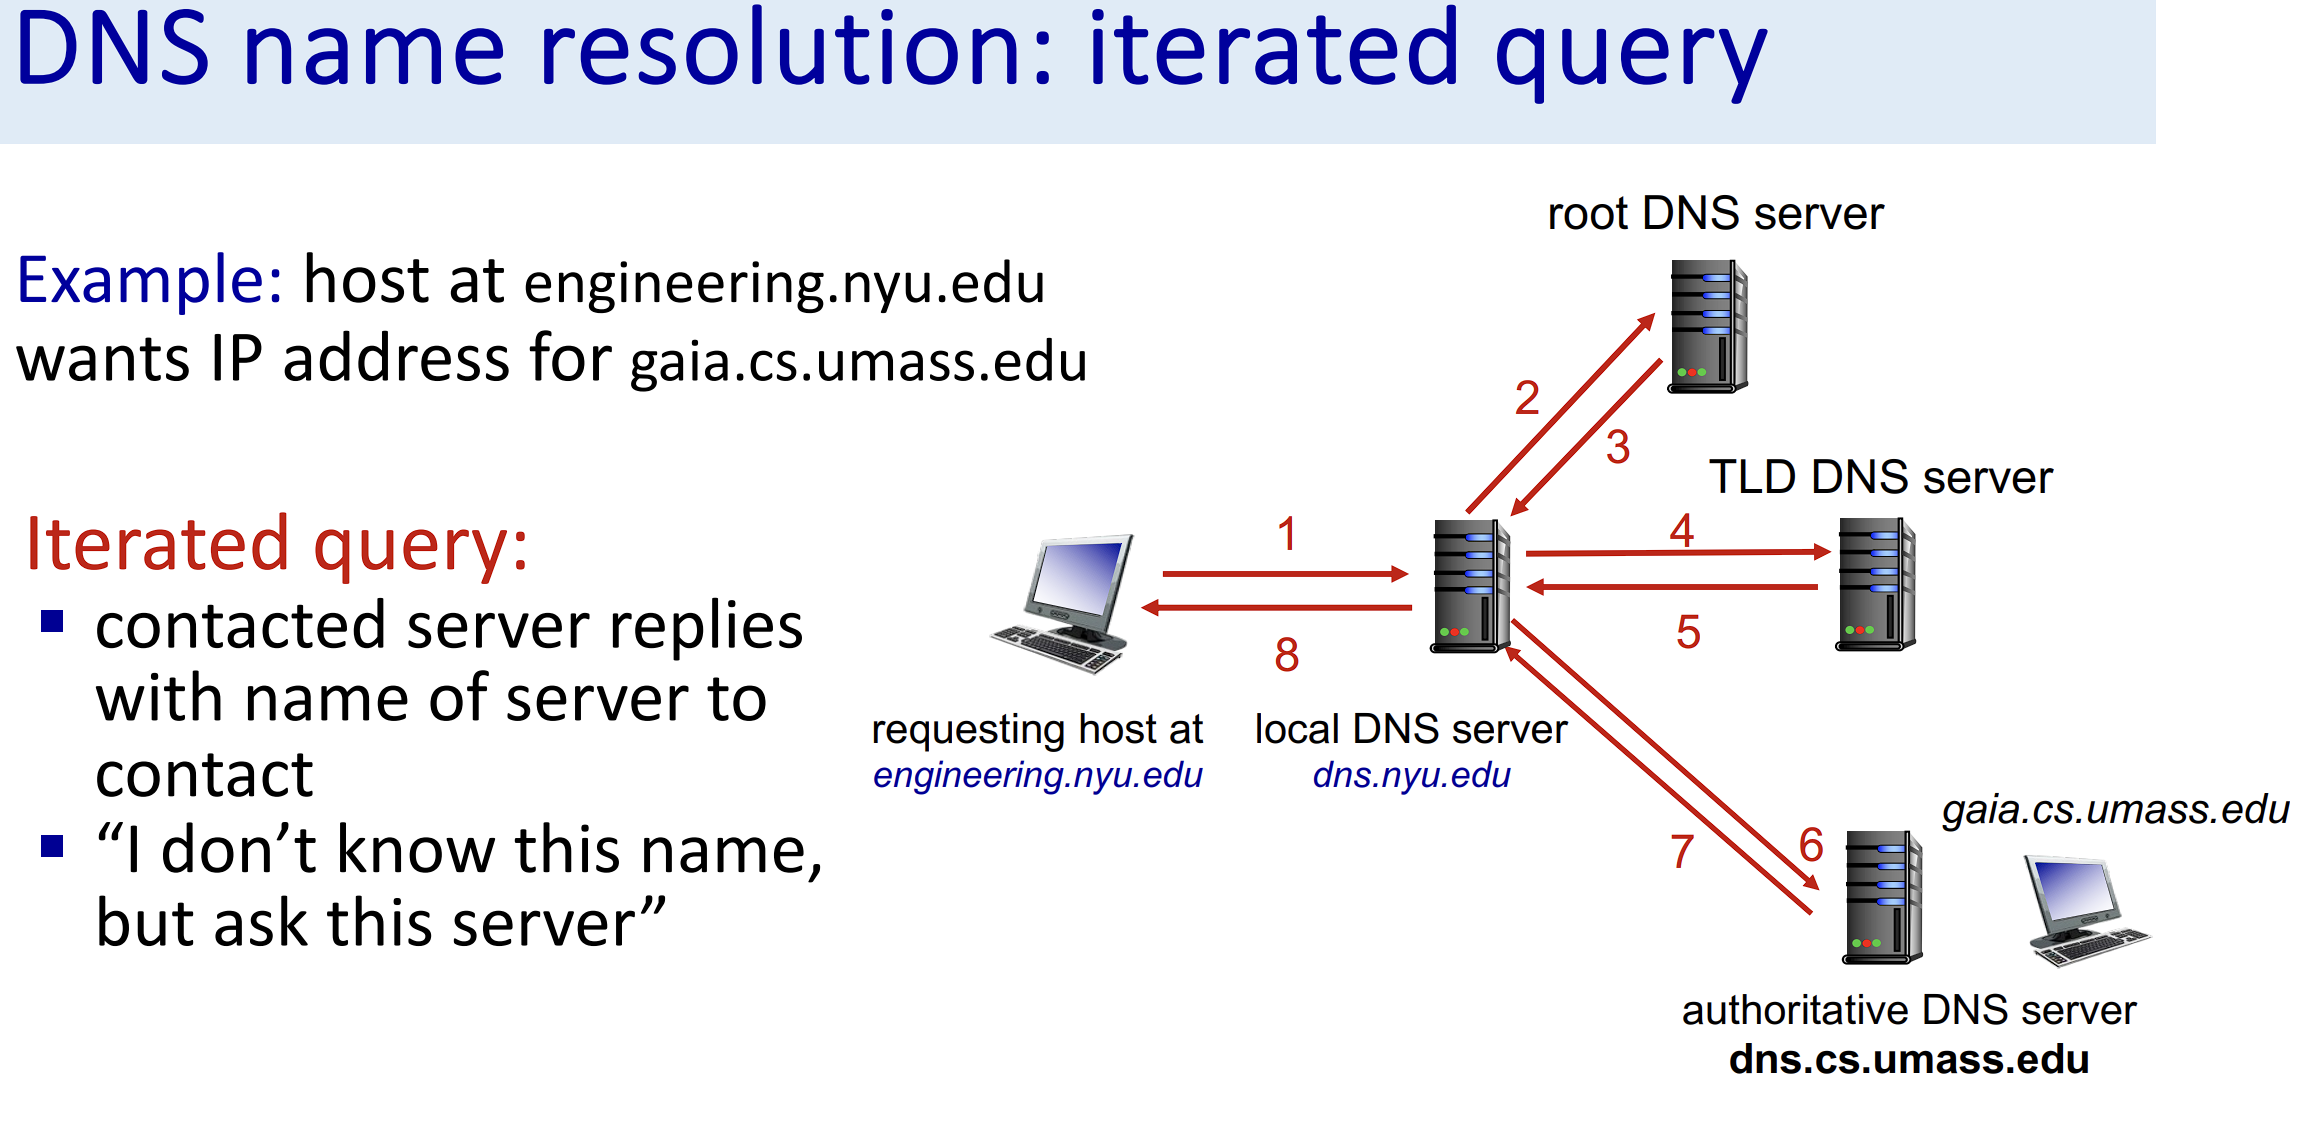 DNS name resolution: iterated query
Example: host at engineering.nyu.edu
wants IP address for gaia.cs.umass.edu
Iterated query:
▪ contacted server replies
with name of server to
contact
▪ “I don’t know this name,
but ask this server”
root DNS server
2
3
TLD DNS server
1
4
5
8
requesting host at
engineering.nyu.edu
local DNS server
dns.nyu.edu
gaia.cs.umass.edu
7
6
authoritative DNS server
dns.cs.umass.edu